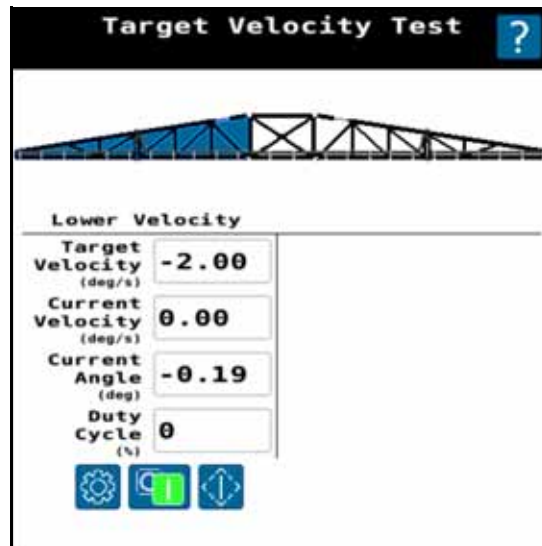 Target Velocity Test
?
Lower Velocity
Target
Velocity
(deg/s)
-2.00
Current
Velocity
(deg/s)
0.00
Current
Angle
(deg)
-0.19
Duty
Cycle
(%)
0